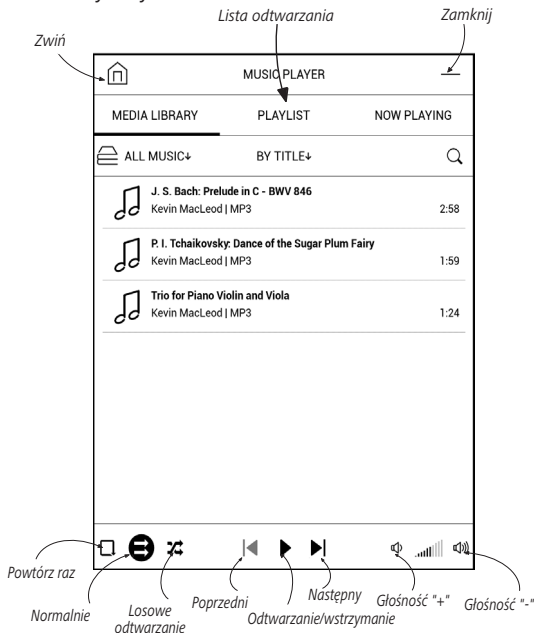 Lista odtwarzania
Zamknij
Zwiń
MUSIC PLAYER
MEDIA LIBRARY PLAYLIST NOW PLAYING
ALL MUSIC↓ BY TITLE↓
J. S. Bach: Prelude in C - BWV 846
Kevin MacLeod | MP3 2:58
P. I. Tchaikovsky: Dance of the Sugar Plum Fairy
Kevin MacLeod | MP3 1:59
Trio for Piano Violin and Viola
Kevin MacLeod | MP3 1:24
Powtórz raz
Normalnie
Losowe
odtwarzanie
Poprzedni
Odtwarzanie/wstrzymanie
Następny
Głośność "+"
Głośność "-"